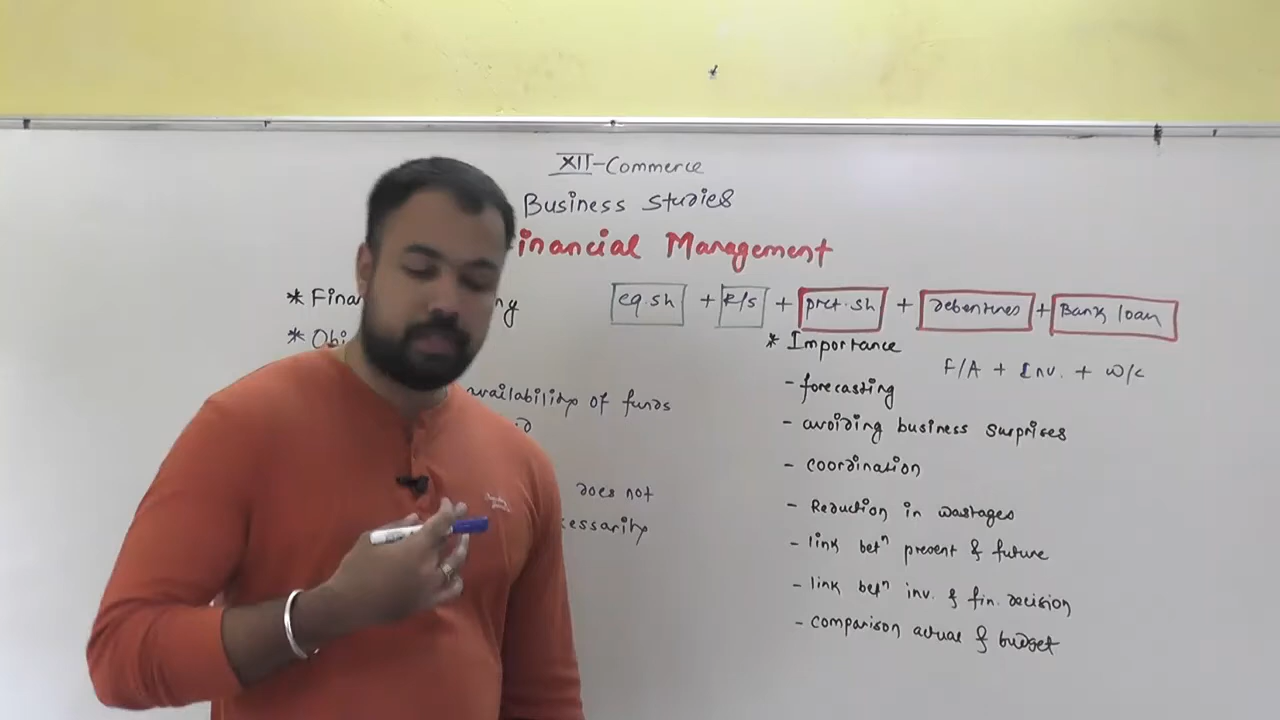 XII-Commerce
Business Studies
inancial Management
* Fina ng
eq.sh + R/s + pref.sh + debentures + Bank loan
* Obj
* Importance
F/A + Inv. + w/c
- forecasting
availability of funds
- avoiding business surprises
- coordination
does not
- Reduction in wastages
cessarily
- link betn present & future
- link betn inv. & fin. decision
- comparison actual & budget